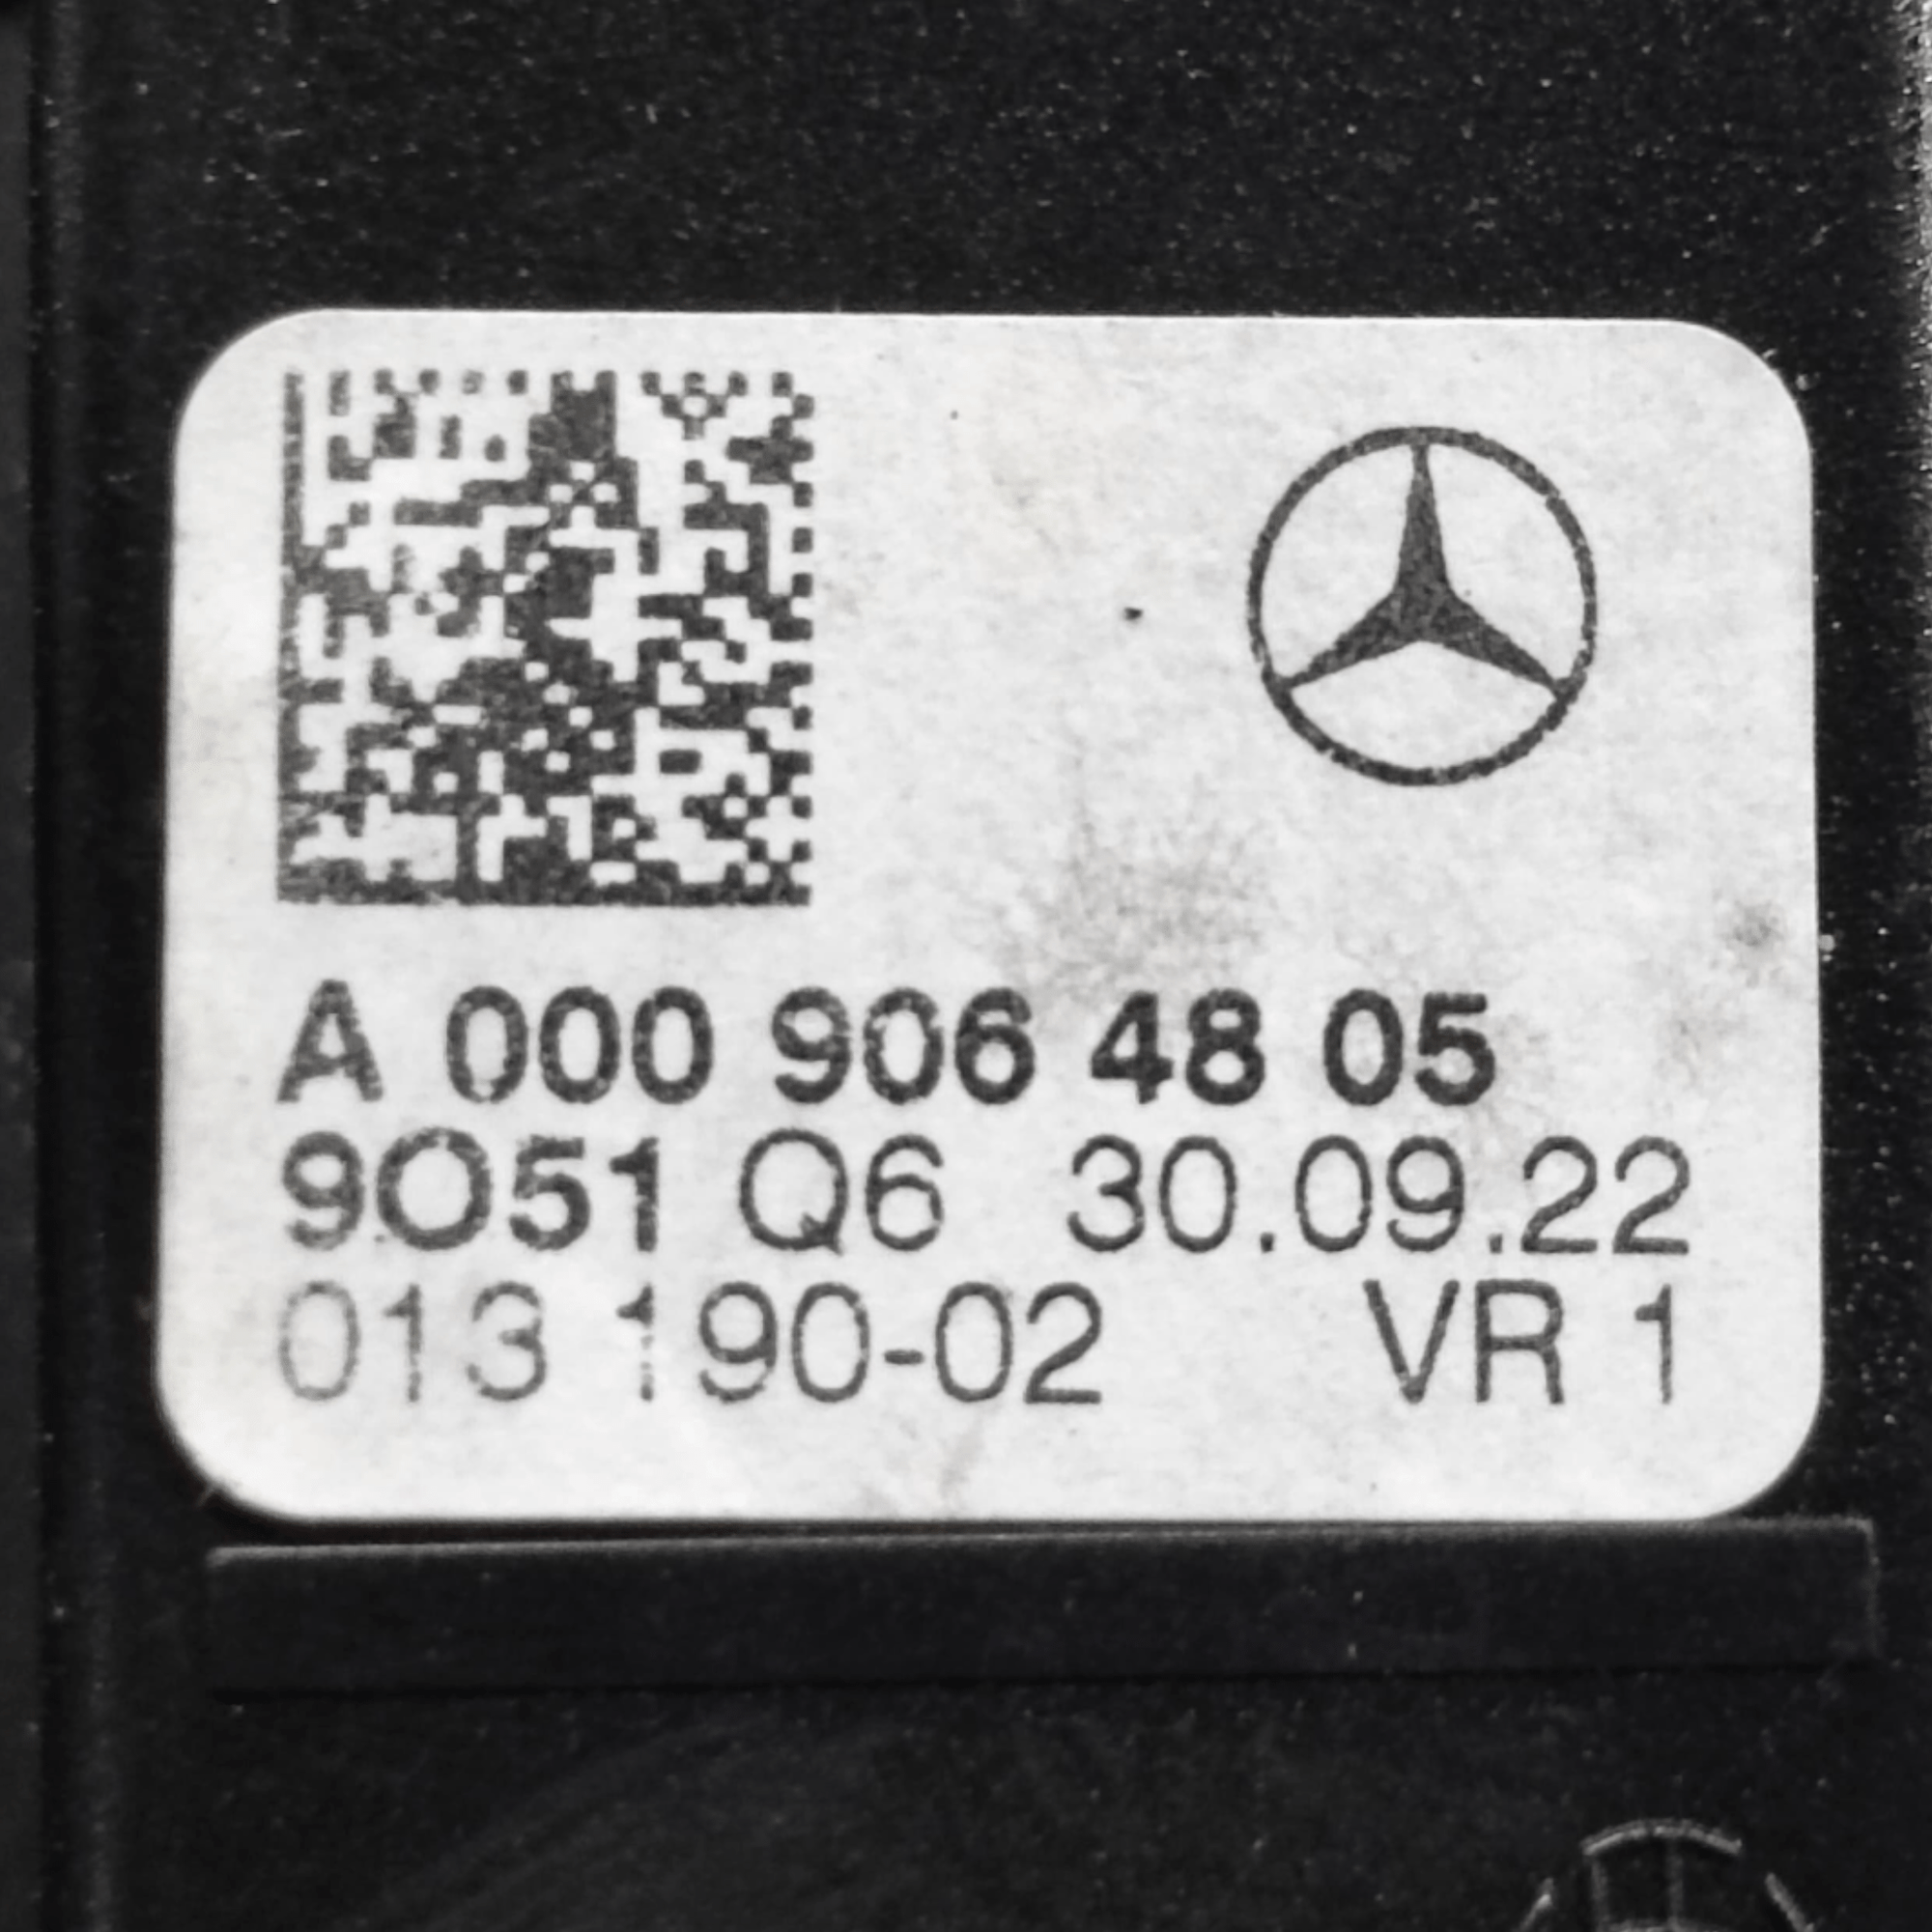 A 000 906 48 05
9O51 Q6 30.09.22
013 190-02 VR 1